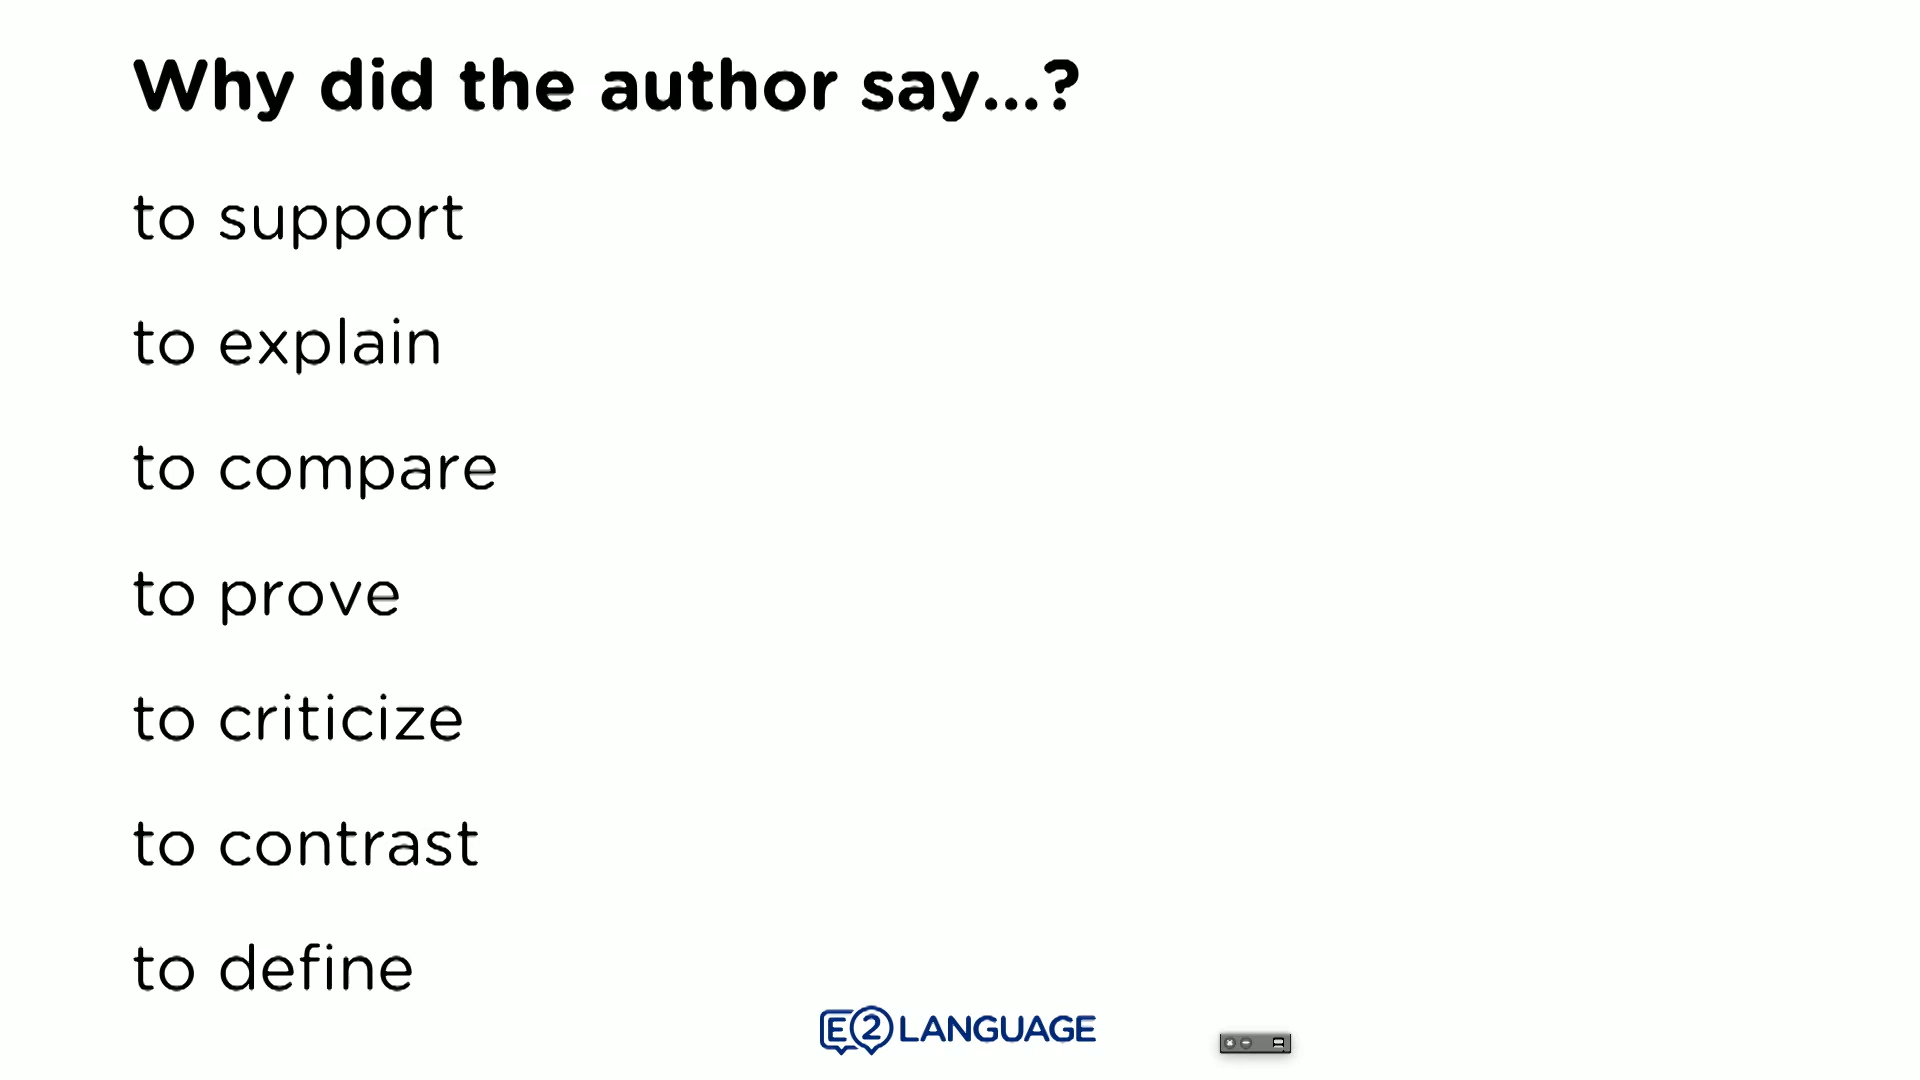 Why did the author say...?
to support
to explain
to compare
to prove
to criticize
to contrast
to define
E2 LANGUAGE